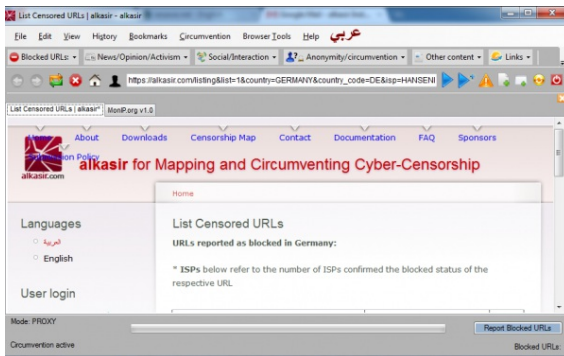 List Censored URLs | alkasir - alkasir
File Edit View History Bookmarks Circumvention Browser Tools Help عربي
Blocked URLs: News/Opinion/Activism Social/Interaction Anonymity/circumvention Other content Links
https://alkasir.com/listing&list=1&country=GERMANY&country_code=DE&isp=HANSENI
List Censored URLs | alkasir* MonIP.org v1.0
Home About Downloads Censorship Map Contact Documentation FAQ Sponsors
Policy
alkasir for Mapping and Circumventing Cyber-Censorship
alkasir.com
Home
Languages
العربية
English
User login
List Censored URLs
URLs reported as blocked in Germany:
* ISPs below refer to the number of ISPs confirmed the blocked status of the
respective URL
Mode: PROXY
Report Blocked URLs
Circumvention active
Blocked URLs: